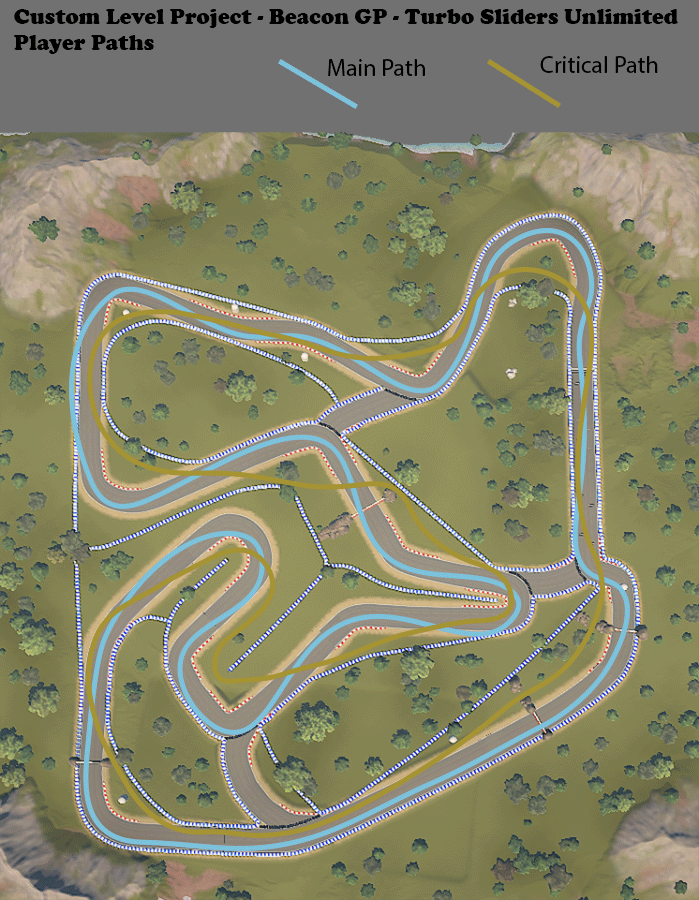 Custom Level Project - Beacon GP - Turbo Sliders Unlimited
Player Paths
Main Path
Critical Path